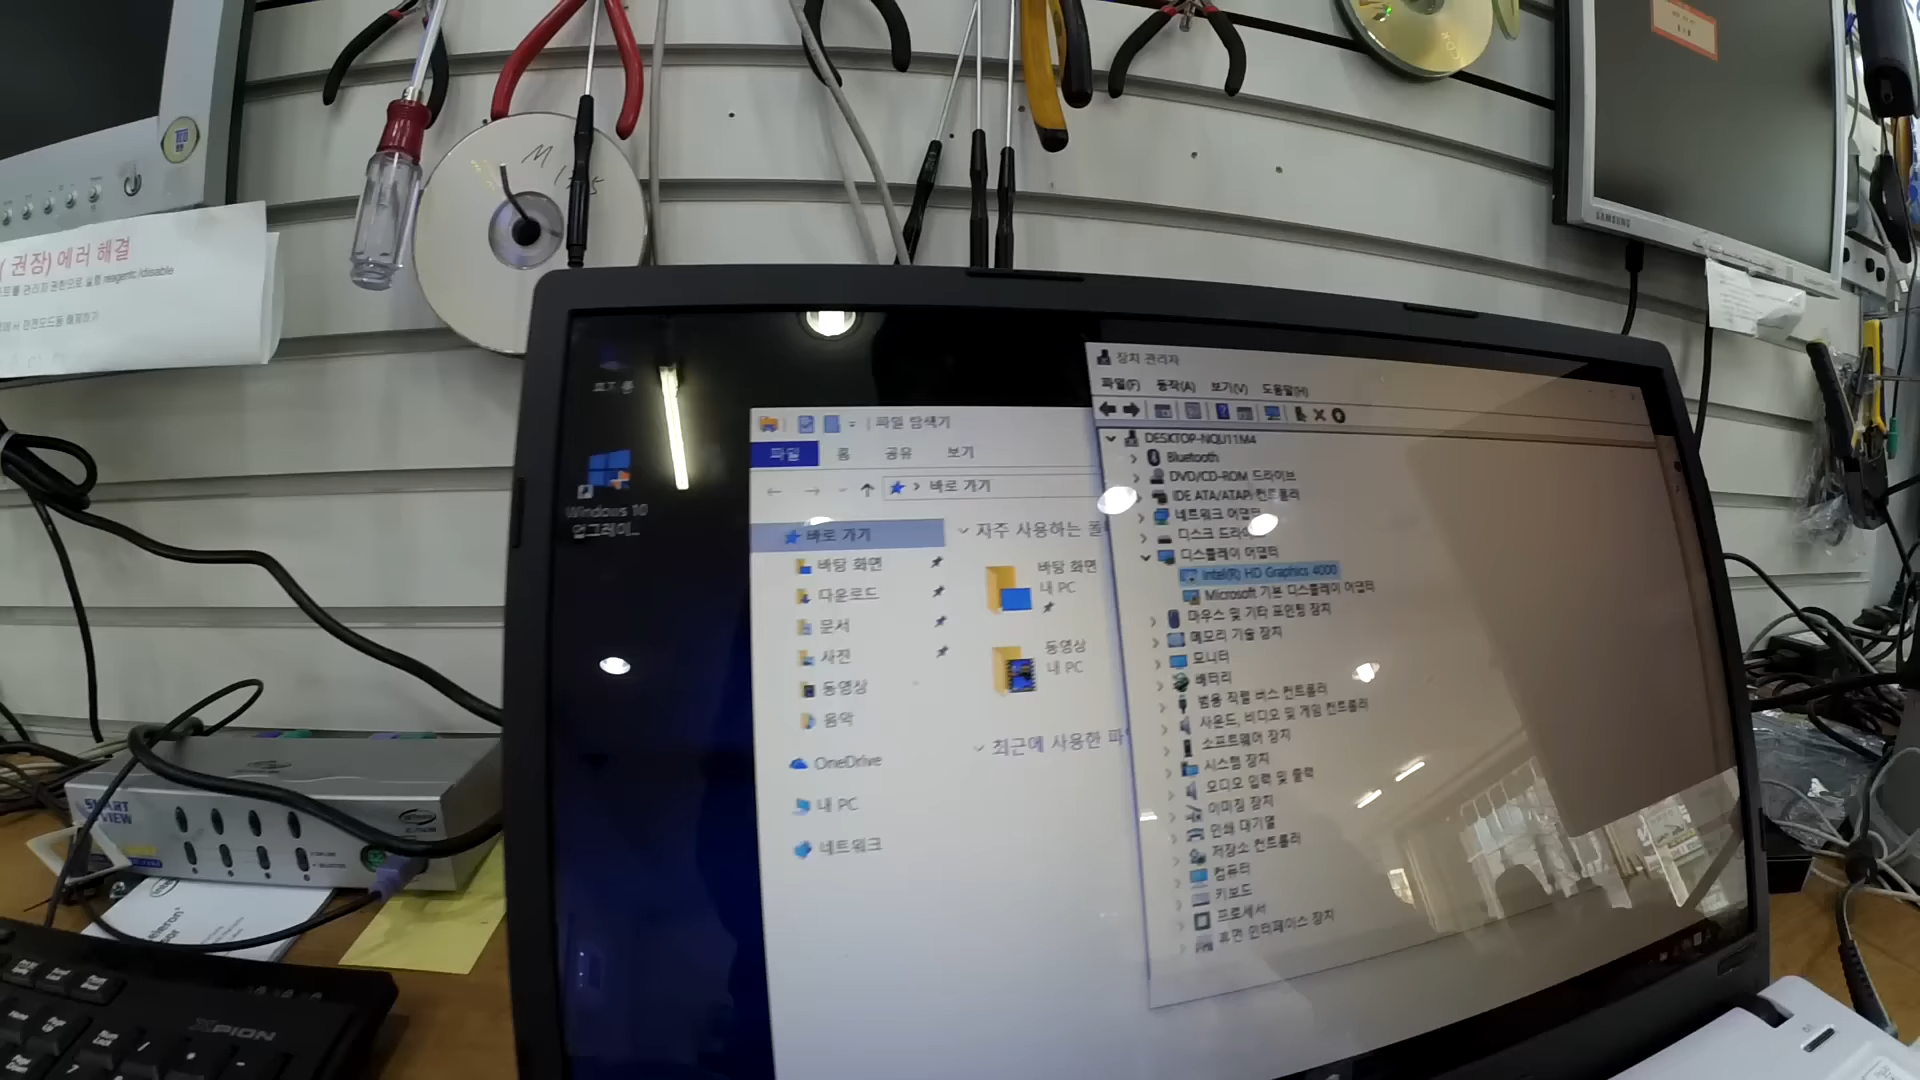 ( 권장) 에러 해결
SAMSUNG
휴지통
Windows 10
업그레이...
파일 탐색기
파일
홈
공유
보기
바로 가기
바로 가기
바탕 화면
다운로드
문서
사진
동영상
음악
OneDrive
내 PC
네트워크
자주 사용하는 폴
바탕 화면
내 PC
동영상
내 PC
최근에 사용한 파
장치 관리자
파일(F) 동작(A) 보기(V) 도움말(H)
DESKTOP-NQU11M4
Bluetooth
DVD/CD-ROM 드라이브
IDE ATA/ATAPI 컨트롤러
네트워크 어댑터
디스크 드라이
디스플레이 어댑터
Intel(R) HD Graphics 4000
Microsoft 기본 디스플레이 어댑터
마우스 및 기타 포인팅 장치
메모리 기술 장치
모니터
배터리
범용 직렬 버스 컨트롤러
사운드, 비디오 및 게임 컨트롤러
소프트웨어 장치
시스템 장치
오디오 입력 및 출력
이미징 장치
인쇄 대기열
저장소 컨트롤러
컴퓨터
키보드
프로세서
휴먼 인터페이스 장치
XPION